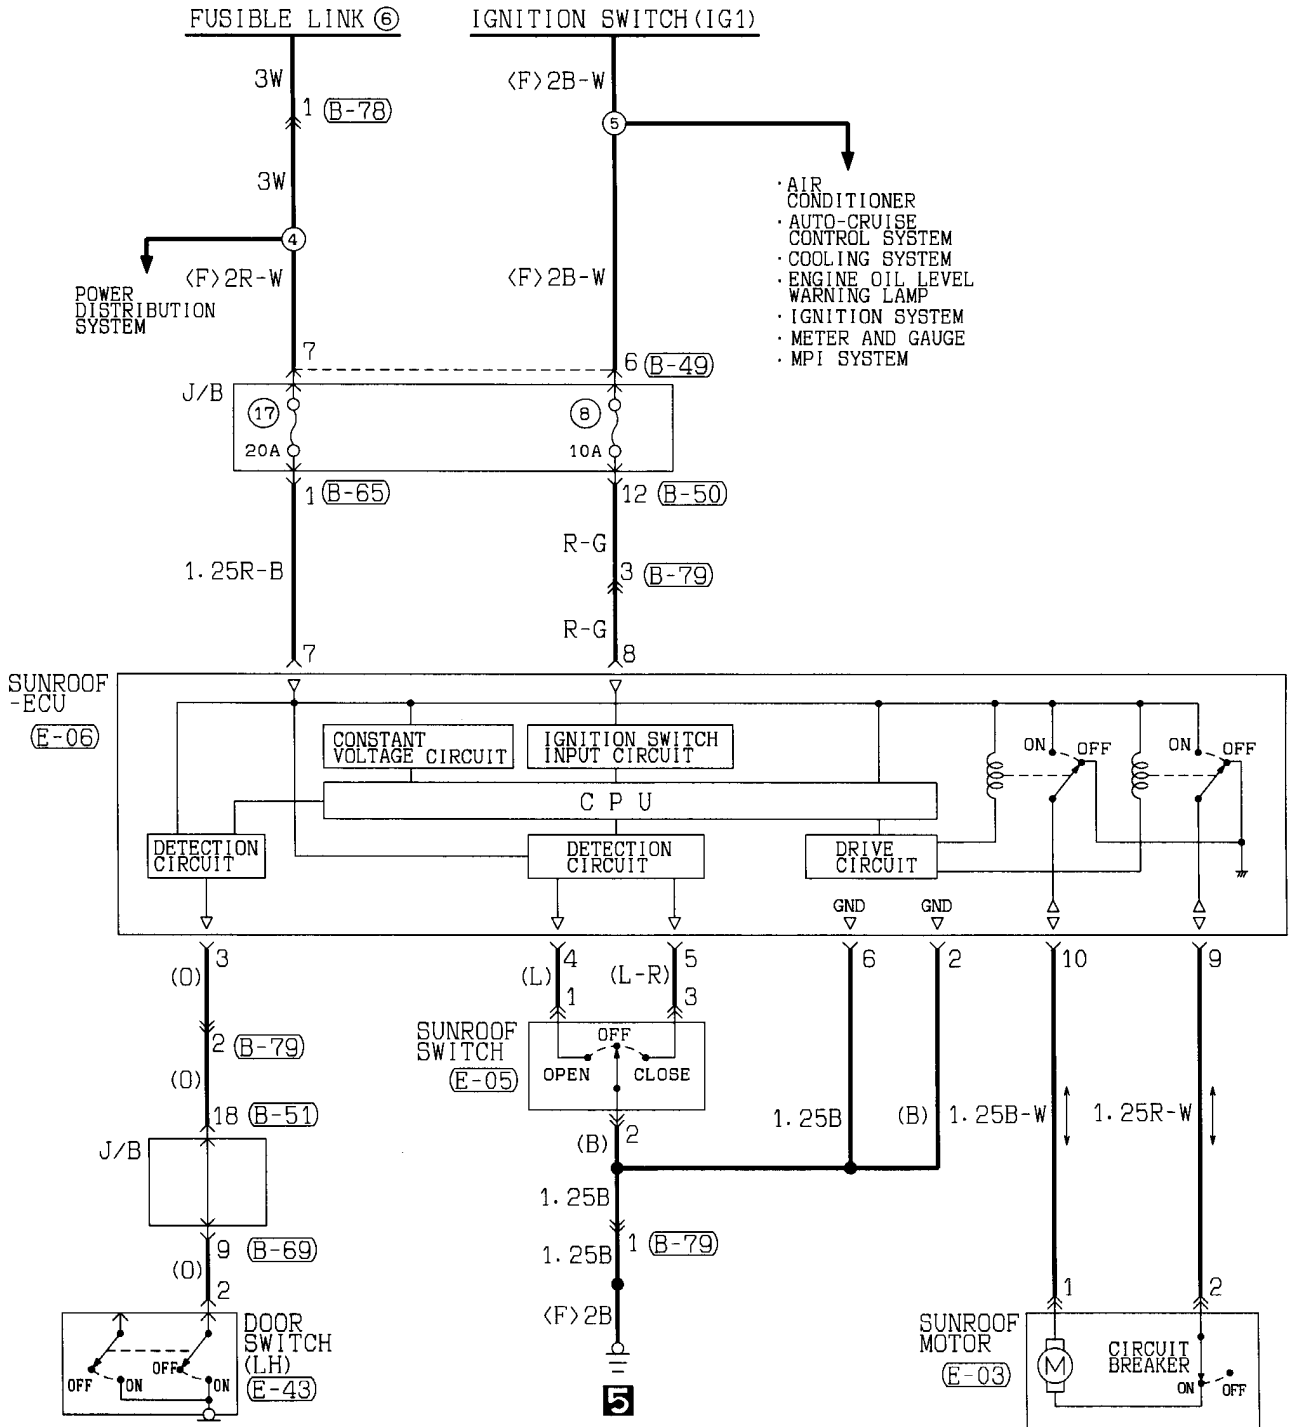 FUSIBLE LINK ⑥
IGNITION SWITCH(IG1)
3W
<F>2B-W
1 (B-78)
5
3W
· AIR
CONDITIONER
· AUTO-CRUISE
CONTROL SYSTEM
· COOLING SYSTEM
· ENGINE OIL LEVEL
WARNING LAMP
· IGNITION SYSTEM
· METER AND GAUGE
· MPI SYSTEM
4
<F>2R-W
<F>2B-W
POWER
DISTRIBUTION
SYSTEM
7
6 (B-49)
J/B
17
8
20A
10A
1 (B-65)
12 (B-50)
R-G
1.25R-B
3 (B-79)
R-G
7
8
SUNROOF
-ECU
(E-06)
CONSTANT
VOLTAGE CIRCUIT
IGNITION SWITCH
INPUT CIRCUIT
ON
OFF
ON
OFF
CPU
DETECTION
CIRCUIT
DETECTION
CIRCUIT
DRIVE
CIRCUIT
GND
GND
3
4
5
6
2
10
9
(O)
(L)
(L-R)
1
3
SUNROOF
SWITCH
(E-05)
OFF
OPEN
CLOSE
2 (B-79)
(O)
18 (B-51)
J/B
2
(B)
1.25B
(B)
1.25B-W
1.25R-W
1.25B
1 (B-79)
1.25B
<F>2B
5
9 (B-69)
(O)
2
DOOR
SWITCH
(LH)
(E-43)
OFF
ON
OFF
ON
1
2
SUNROOF
MOTOR
(E-03)
M
CIRCUIT
BREAKER
ON
OFF